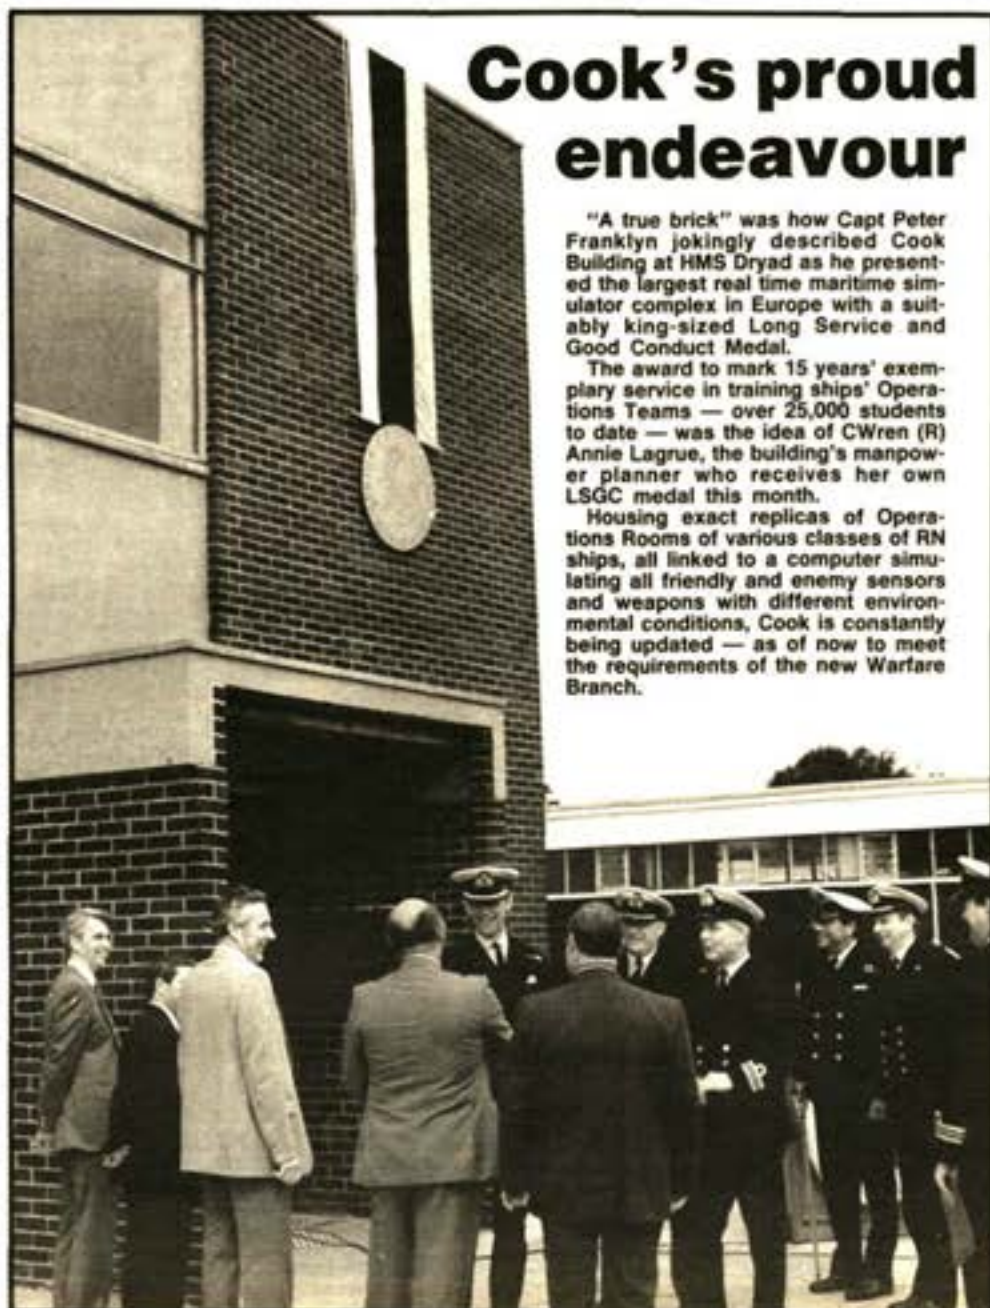 Cook's proud
endeavour
"A true brick" was how Capt Peter
Franklyn jokingly described Cook
Building at HMS Dryad as he present-
ed the largest real time maritime sim-
ulator complex in Europe with a suit-
ably king-sized Long Service and
Good Conduct Medal.
The award to mark 15 years' exem-
plary service in training ships' Opera-
tions Teams — over 25,000 students
to date — was the idea of CWren (R)
Annie Lagrue, the building's manpow-
er planner who receives her own
LSGC medal this month.
Housing exact replicas of Opera-
tions Rooms of various classes of RN
ships, all linked to a computer simu-
lating all friendly and enemy sensors
and weapons with different environ-
mental conditions, Cook is constantly
being updated — as of now to meet
the requirements of the new Warfare
Branch.